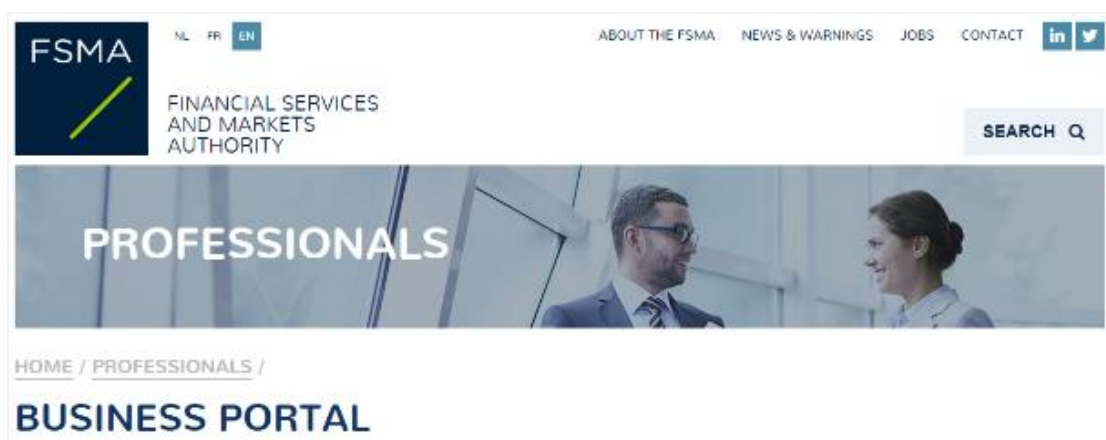 FSMA
NL FR EN
ABOUT THE FSMA NEWS & WARNINGS JOBS CONTACT in
FINANCIAL SERVICES
AND MARKETS
AUTHORITY
SEARCH
PROFESSIONALS
HOME / PROFESSIONALS /
BUSINESS PORTAL